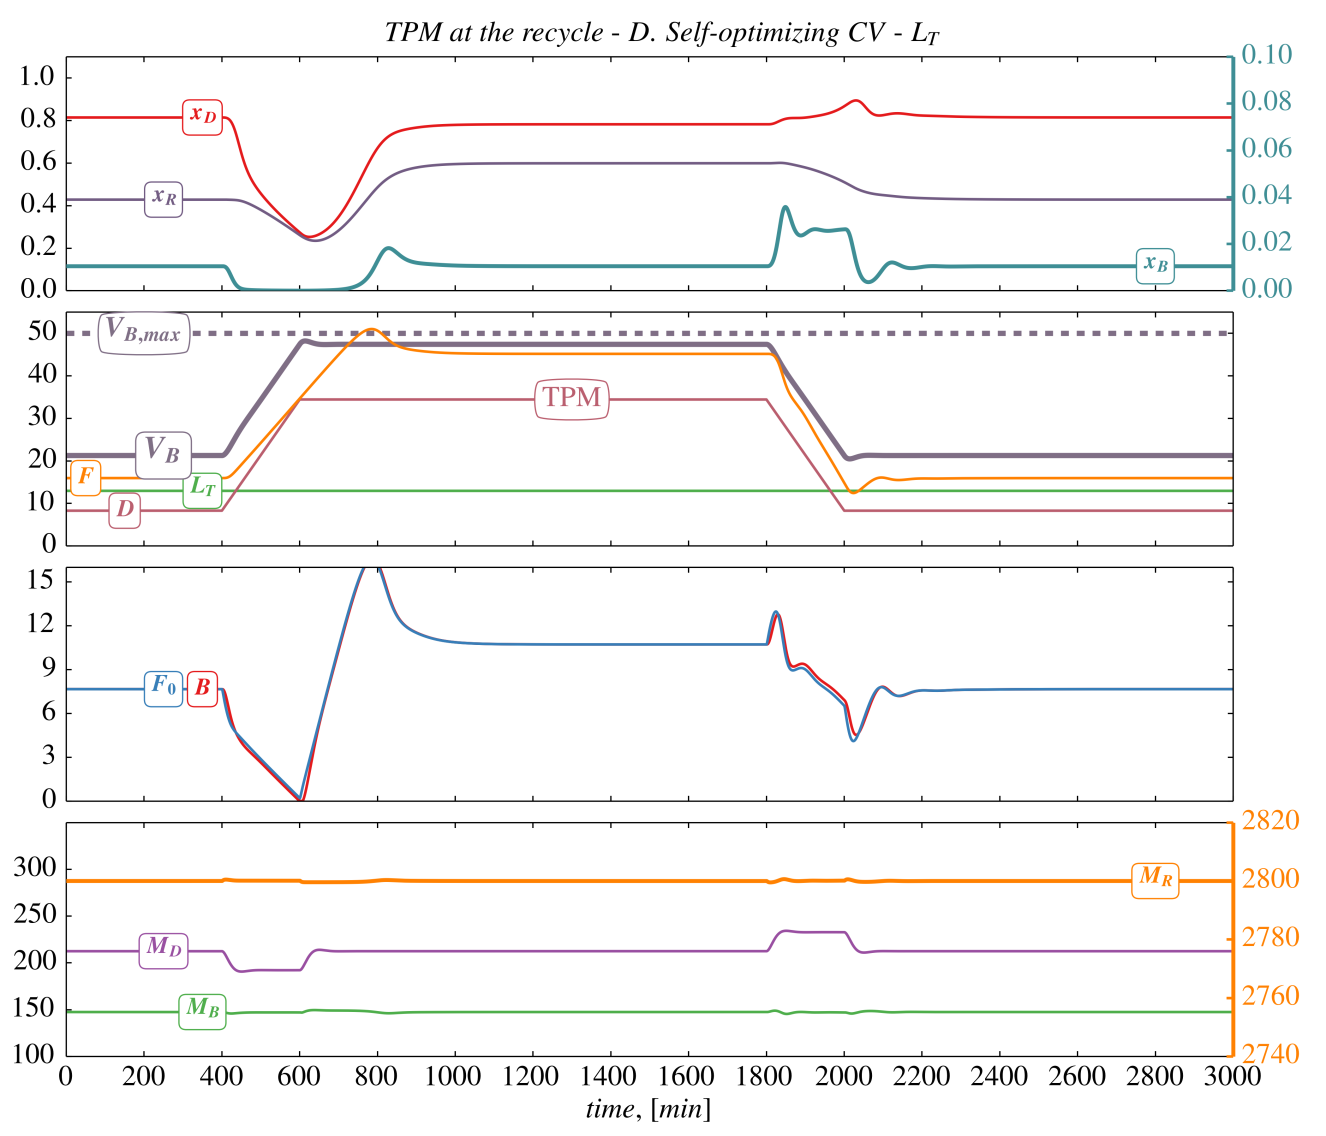 TPM at the recycle - D. Self-optimizing CV - L_T
1.0
0.8
0.6
0.4
0.2
0.0
0.10
0.08
0.06
0.04
0.02
0.00
x_D
x_R
x_B
50
40
30
20
10
0
V_B,max
V_B
F
L_T
D
TPM
15
12
9
6
3
0
F_0
B
300
250
200
150
100
2820
2800
2780
2760
2740
M_R
M_D
M_B
0 200 400 600 800 1000 1200 1400 1600 1800 2000 2200 2400 2600 2800 3000
time, [min]